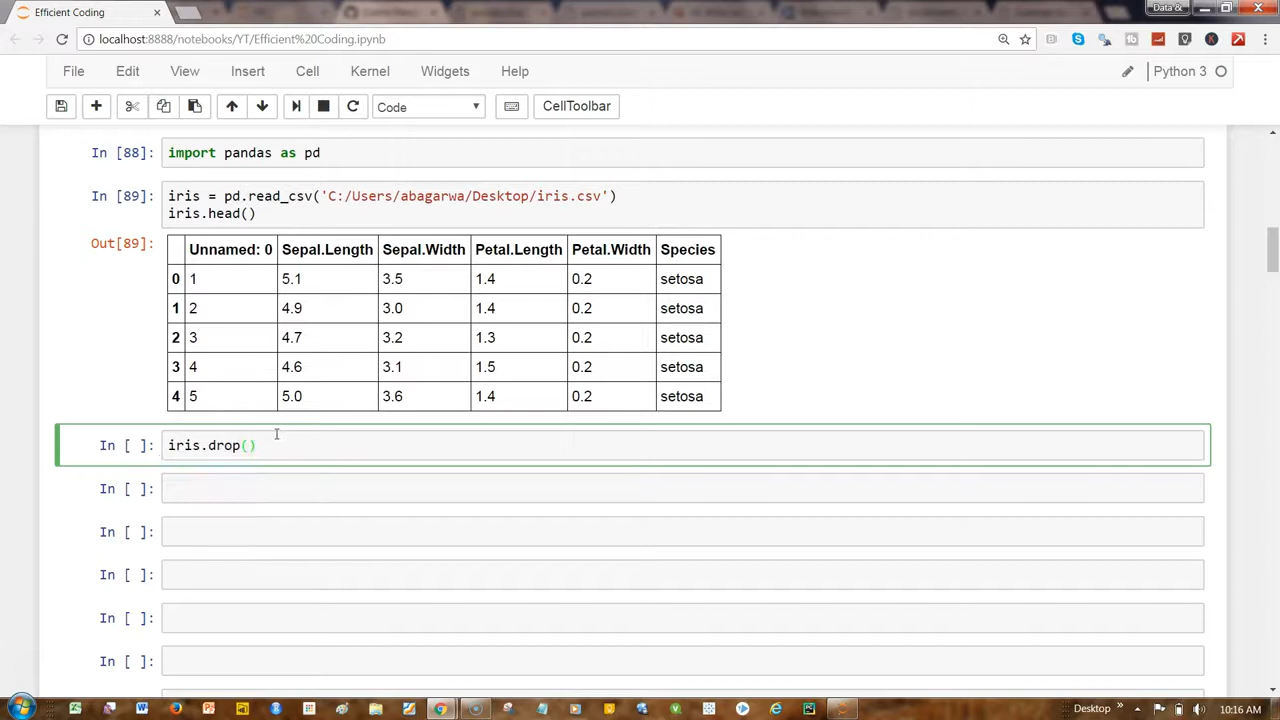 Efficient Coding
Data &
localhost:8888/notebooks/YT/Efficient%20Coding.ipynb
File Edit View Insert Cell Kernel Widgets Help
Python 3
Code
CellToolbar
In [88]: import pandas as pd
In [89]: iris = pd.read_csv('C:/Users/abagarwa/Desktop/iris.csv')
iris.head()
Out[89]:
Unnamed: 0 Sepal.Length Sepal.Width Petal.Length Petal.Width Species
0 1 5.1 3.5 1.4 0.2 setosa
1 2 4.9 3.0 1.4 0.2 setosa
2 3 4.7 3.2 1.3 0.2 setosa
3 4 4.6 3.1 1.5 0.2 setosa
4 5 5.0 3.6 1.4 0.2 setosa
In [ ]: iris.drop()
In [ ]:
In [ ]:
In [ ]:
In [ ]:
In [ ]:
Desktop 10:16 AM